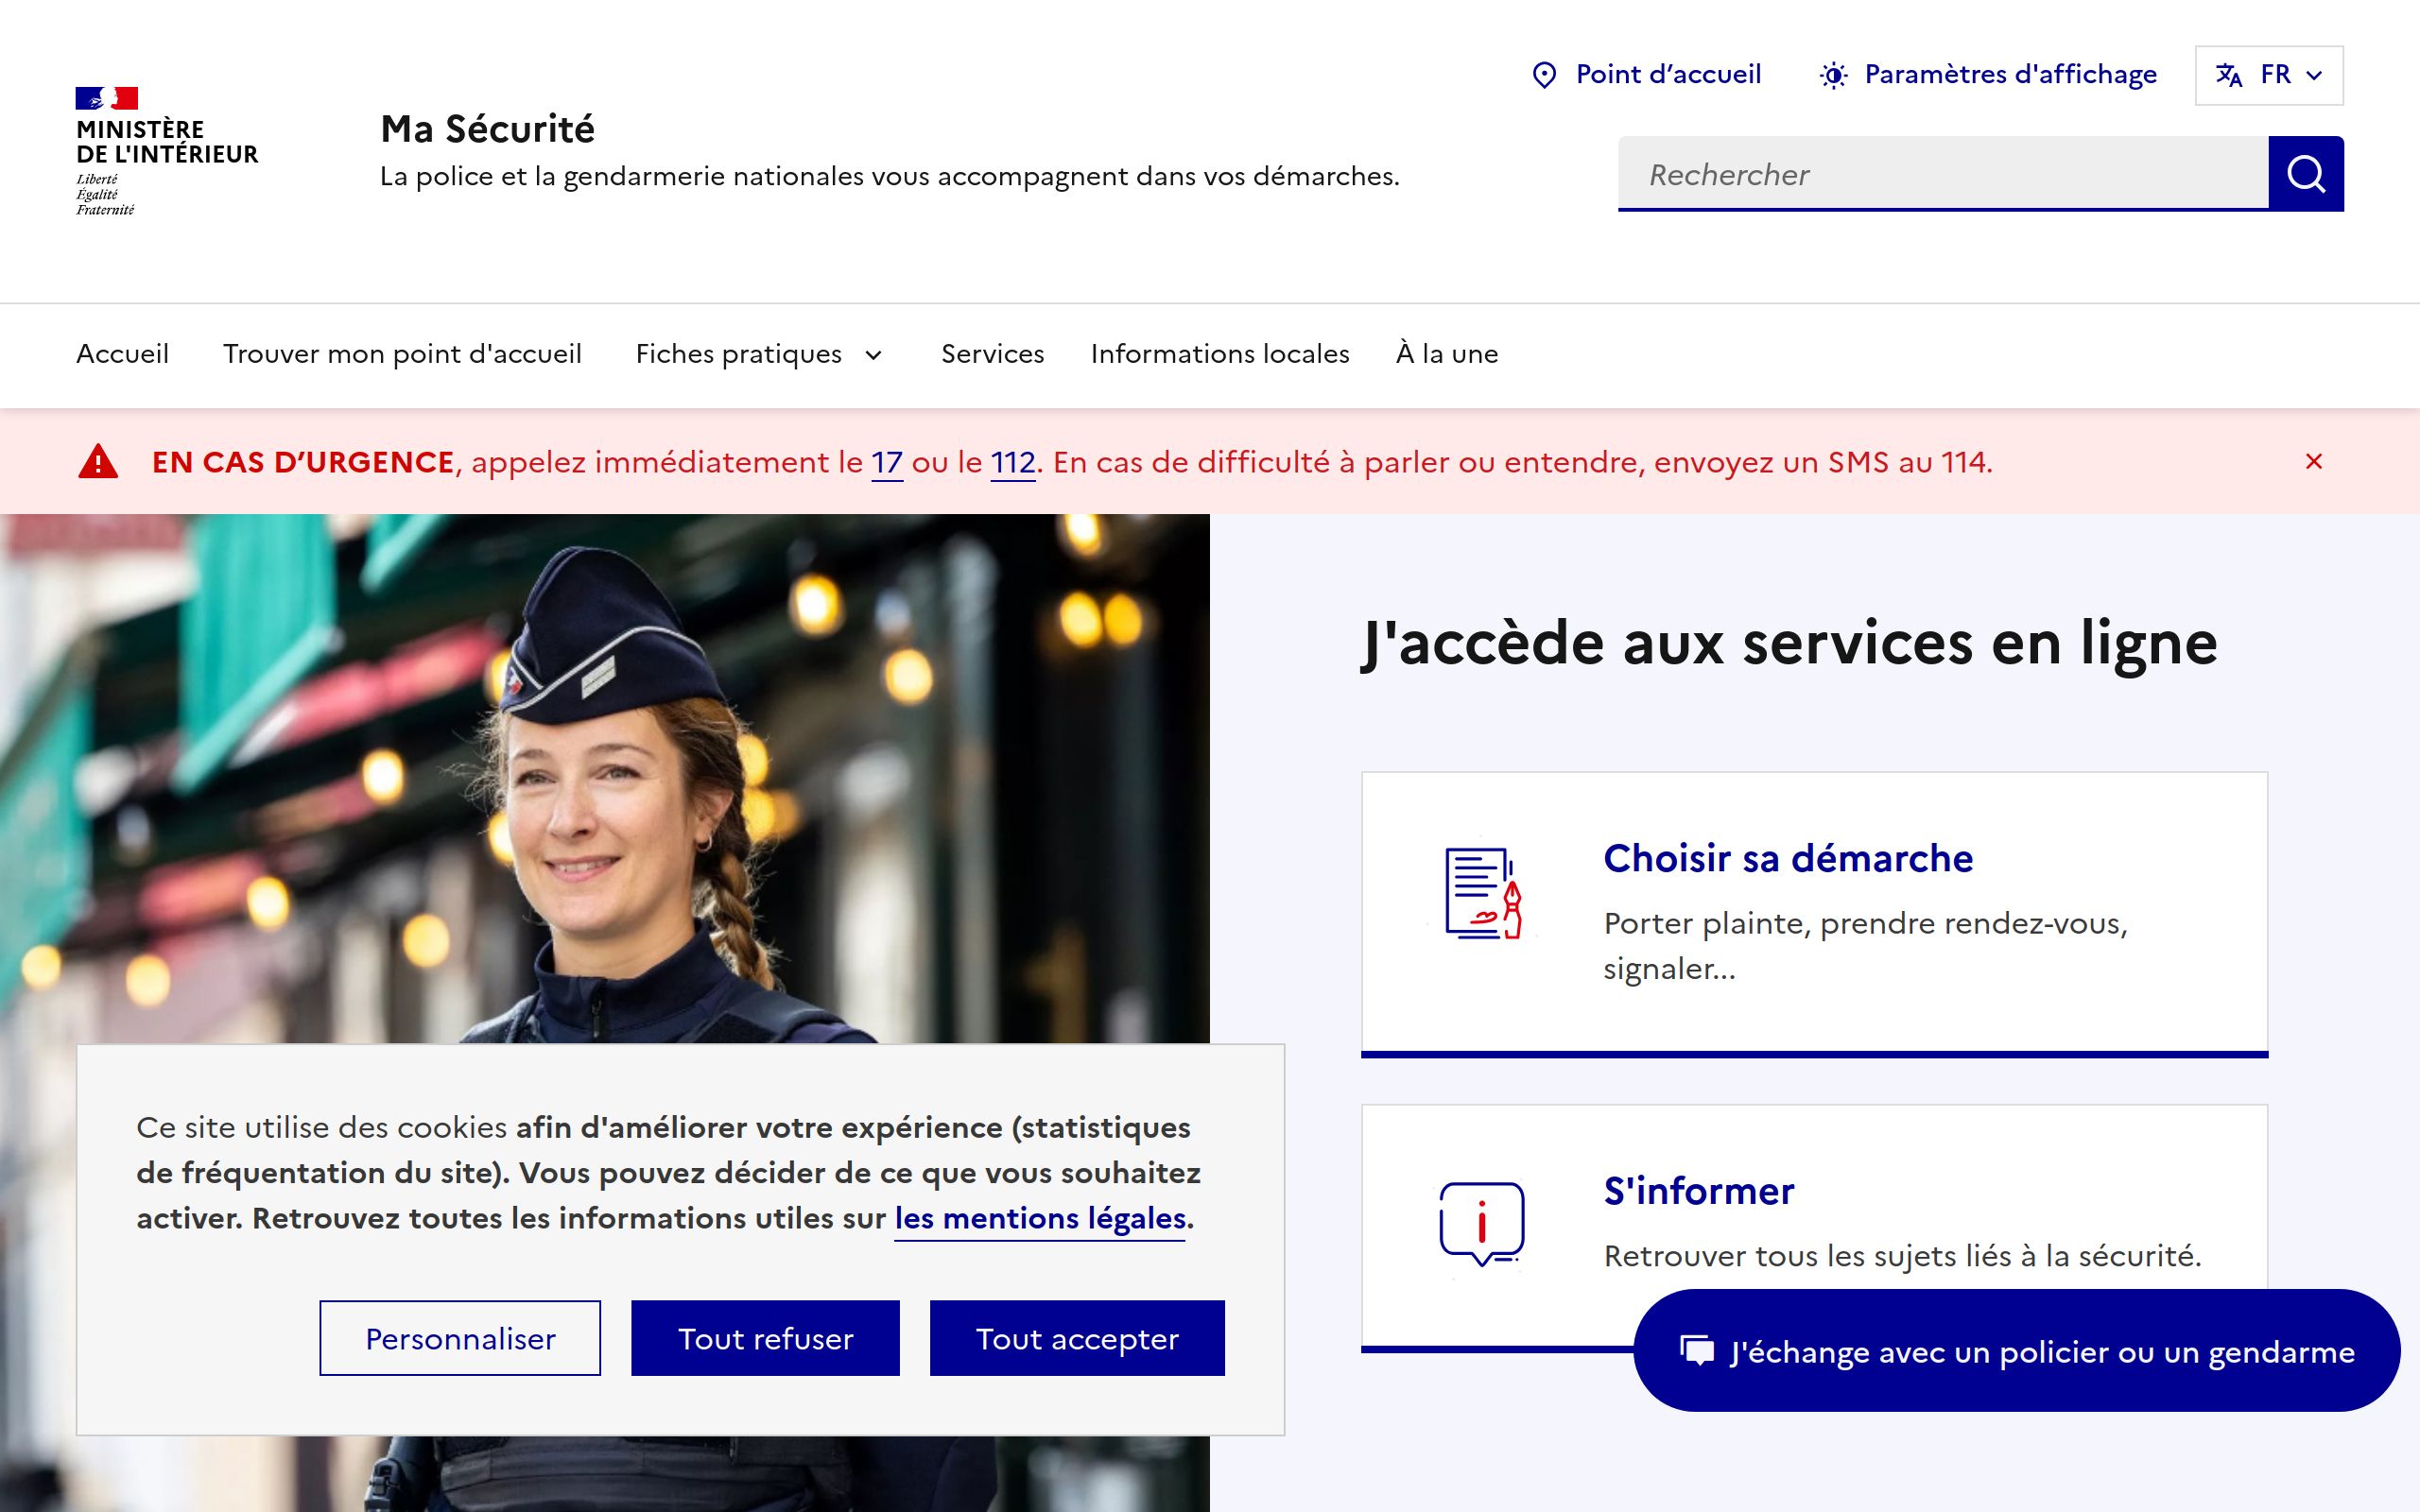 Point d’accueil
Paramètres d'affichage
FR
MINISTÈRE
DE L'INTÉRIEUR
Liberté
Égalité
Fraternité
Ma Sécurité
La police et la gendarmerie nationales vous accompagnent dans vos démarches.
Rechercher
Accueil
Trouver mon point d'accueil
Fiches pratiques
Services
Informations locales
À la une
EN CAS D’URGENCE, appelez immédiatement le 17 ou le 112. En cas de difficulté à parler ou entendre, envoyez un SMS au 114.
J'accède aux services en ligne
Choisir sa démarche
Porter plainte, prendre rendez-vous,
signaler...
S'informer
Retrouver tous les sujets liés à la sécurité.
Ce site utilise des cookies afin d'améliorer votre expérience (statistiques
de fréquentation du site). Vous pouvez décider de ce que vous souhaitez
activer. Retrouvez toutes les informations utiles sur les mentions légales.
Personnaliser
Tout refuser
Tout accepter
J'échange avec un policier ou un gendarme